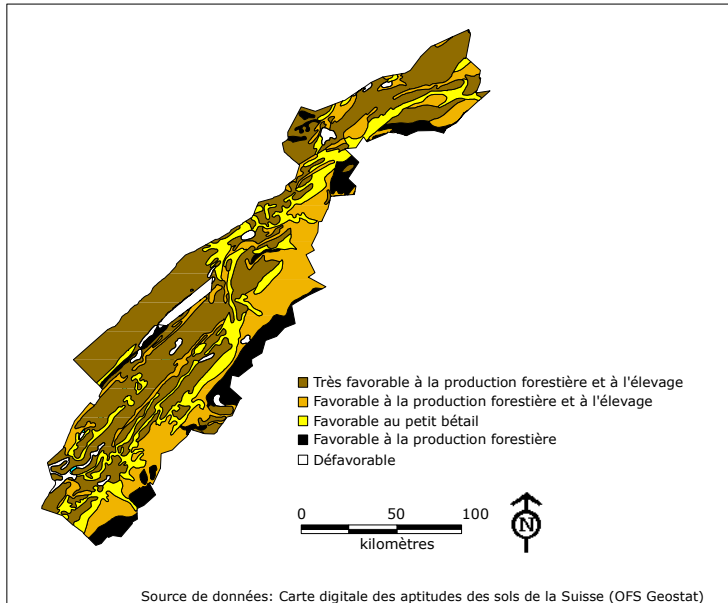 Très favorable à la production forestière et à l'élevage
Favorable à la production forestière et à l'élevage
Favorable au petit bétail
Favorable à la production forestière
Défavorable
0 50 100
kilomètres
N
Source de données: Carte digitale des aptitudes des sols de la Suisse (OFS Geostat)